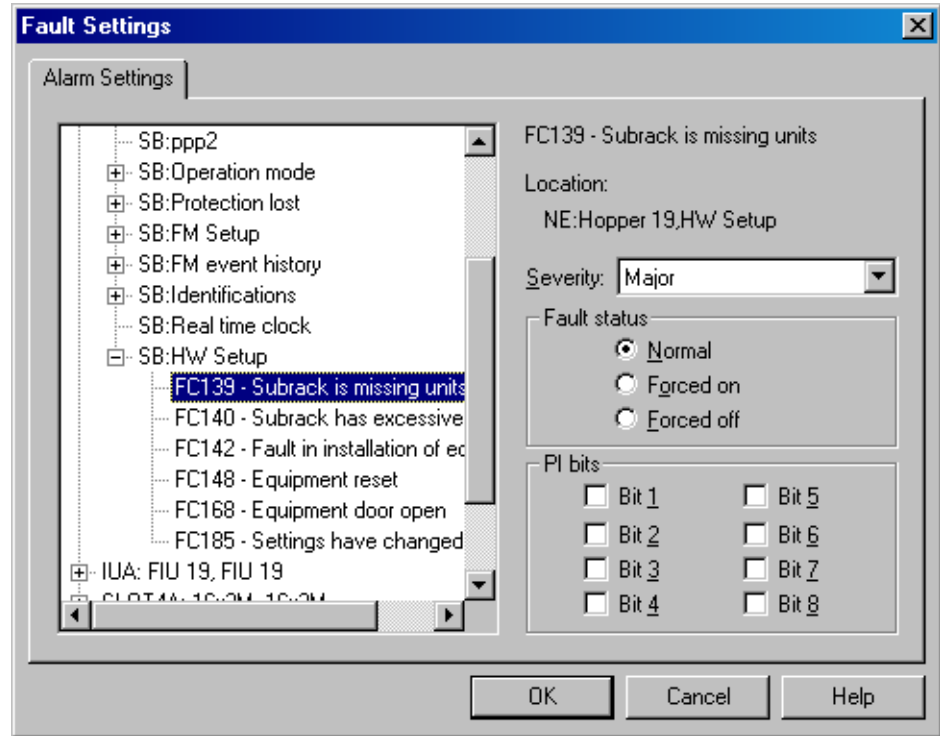 Fault Settings
Alarm Settings
SB:ppp2
SB:Operation mode
SB:Protection lost
SB:FM Setup
SB:FM event history
SB:Identifications
SB:Real time clock
SB:HW Setup
FC139 - Subrack is missing units
FC140 - Subrack has excessive
FC142 - Fault in installation of
FC148 - Equipment reset
FC168 - Equipment door open
FC185 - Settings have changed
IUA: FIU 19, FIU 19
FC139 - Subrack is missing units
Location:
NE:Hopper 19,HW Setup
Severity: Major
Fault status
Normal
Forced on
Forced off
PI bits
Bit 1 Bit 5
Bit 2 Bit 6
Bit 3 Bit 7
Bit 4 Bit 8
OK Cancel Help